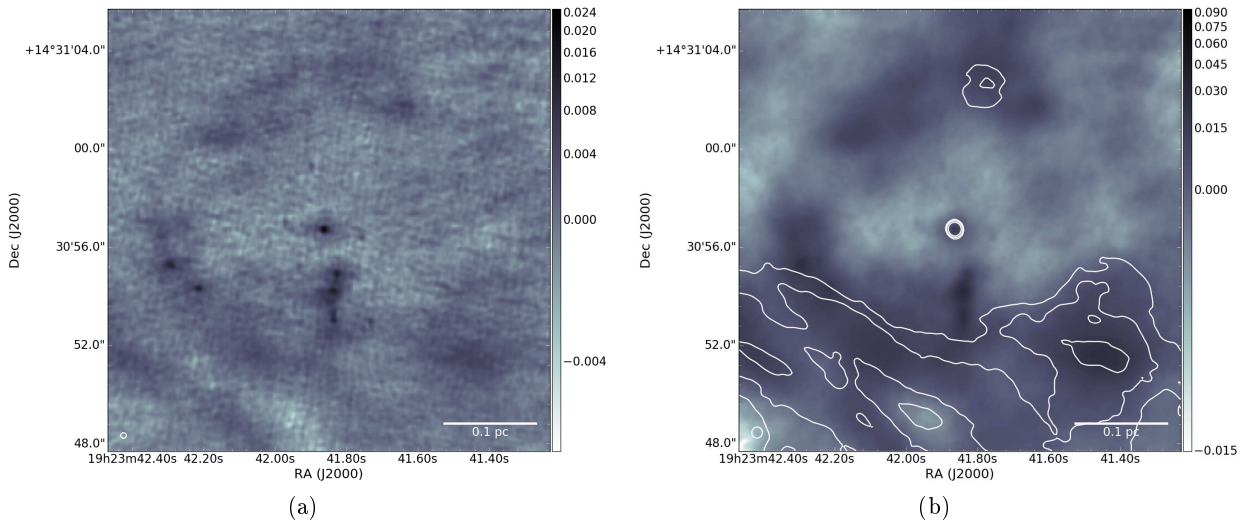 +14°31'04.0"
00.0"
30'56.0"
52.0"
48.0"
Dec (J2000)
19h23m42.40s 42.20s 42.00s 41.80s 41.60s 41.40s
RA (J2000)
0.1 pc
0.024
0.020
0.016
0.012
0.008
0.004
0.000
−0.004
(a)
+14°31'04.0"
00.0"
30'56.0"
52.0"
48.0"
Dec (J2000)
19h23m42.40s 42.20s 42.00s 41.80s 41.60s 41.40s
RA (J2000)
0.1 pc
0.090
0.075
0.060
0.045
0.030
0.015
0.000
−0.015
(b)